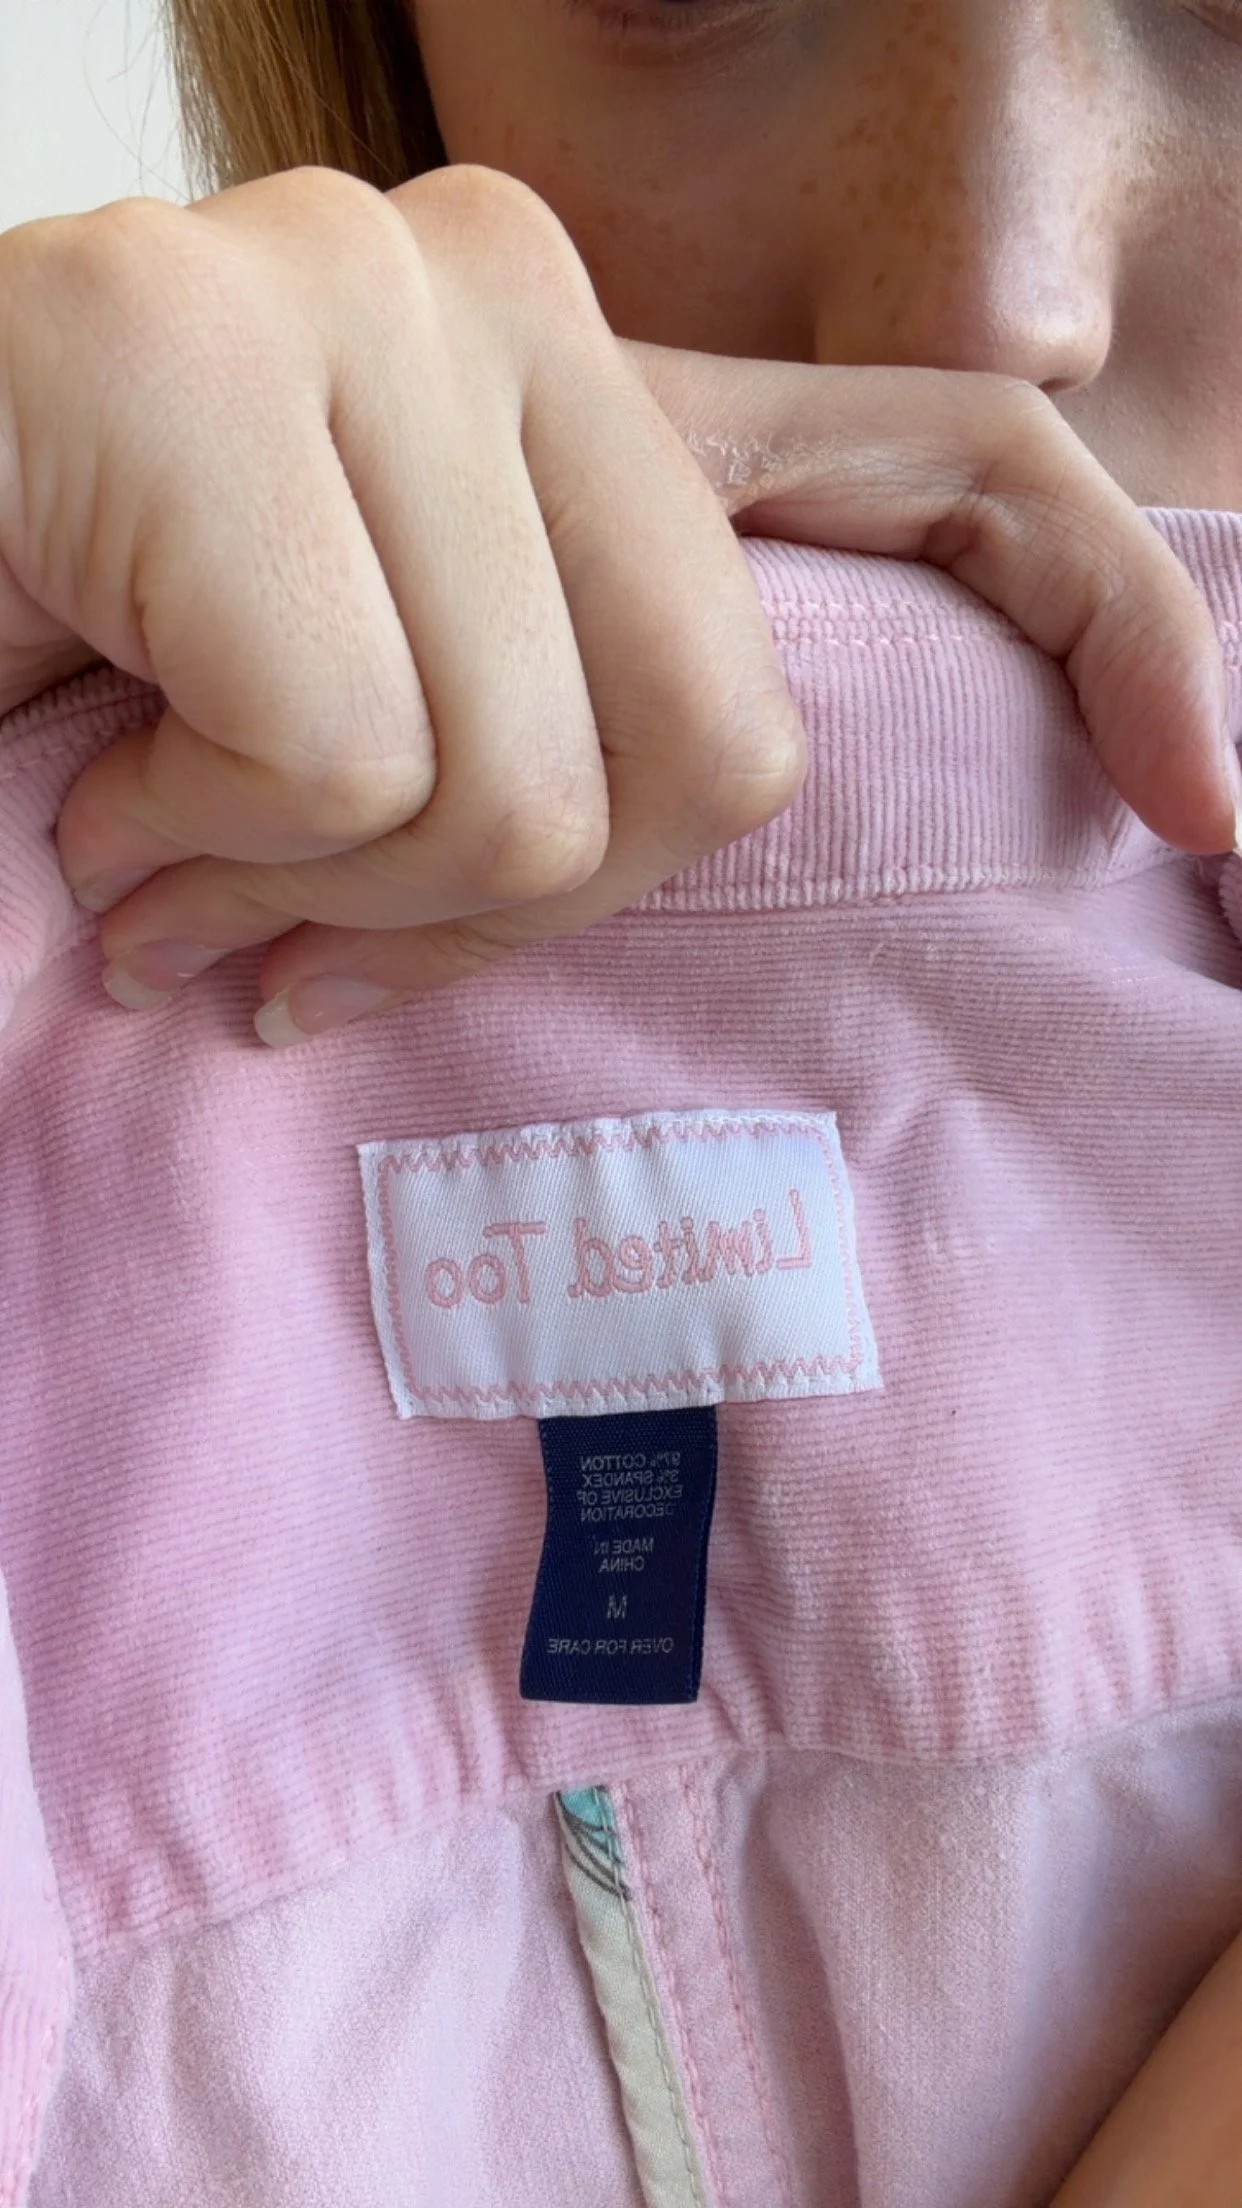 Limited Too
97% COTTON
3% SPANDEX
EXCLUSIVE OF
DECORATION
MADE IN
CHINA
M
OVER FOR CARE